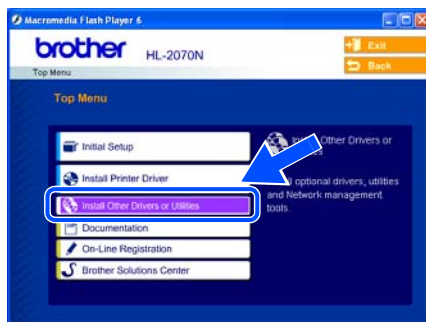 Macromedia Flash Player 6
brother HL-2070N
Exit
Back
Top Menu
Top Menu
Initial Setup
Install Printer Driver
Install Other Drivers or Utilities
Documentation
On-Line Registration
Brother Solutions Center
Other Drivers or
optional drivers, utilities
and Network management
tools.